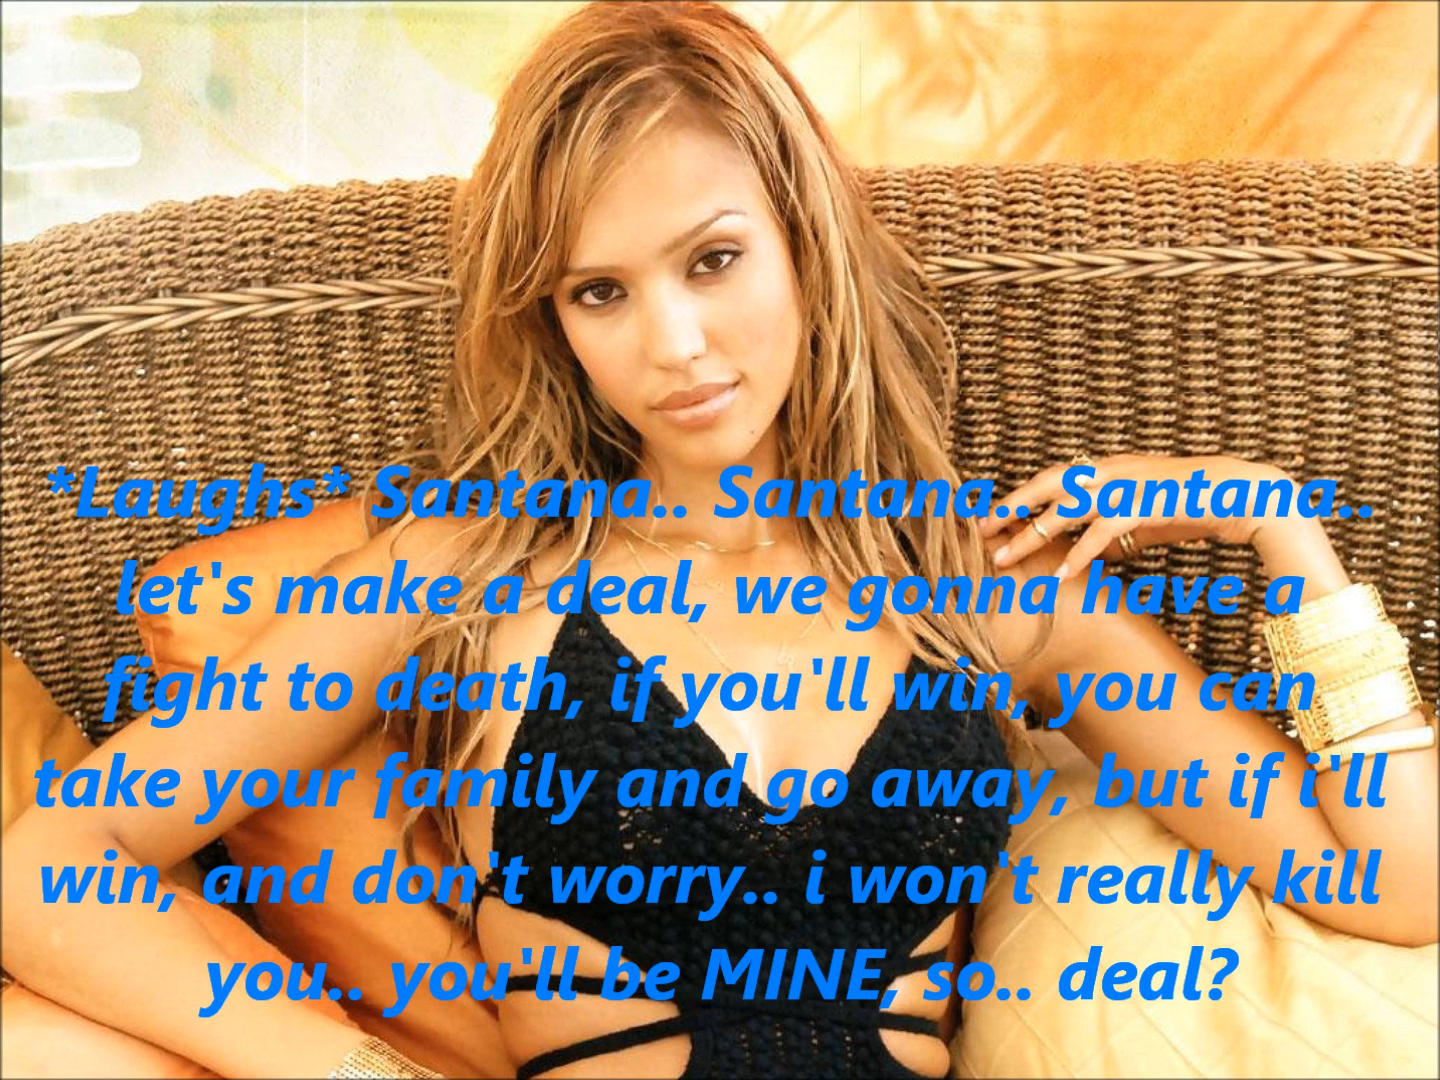 *Laughs* Santana.. Santana.. Santana..
let's make a deal, we gonna have a
fight to death, if you'll win, you can
take your family and go away, but if i'll
win, and don't worry.. i won't really kill
you.. you'll be MINE, so.. deal?